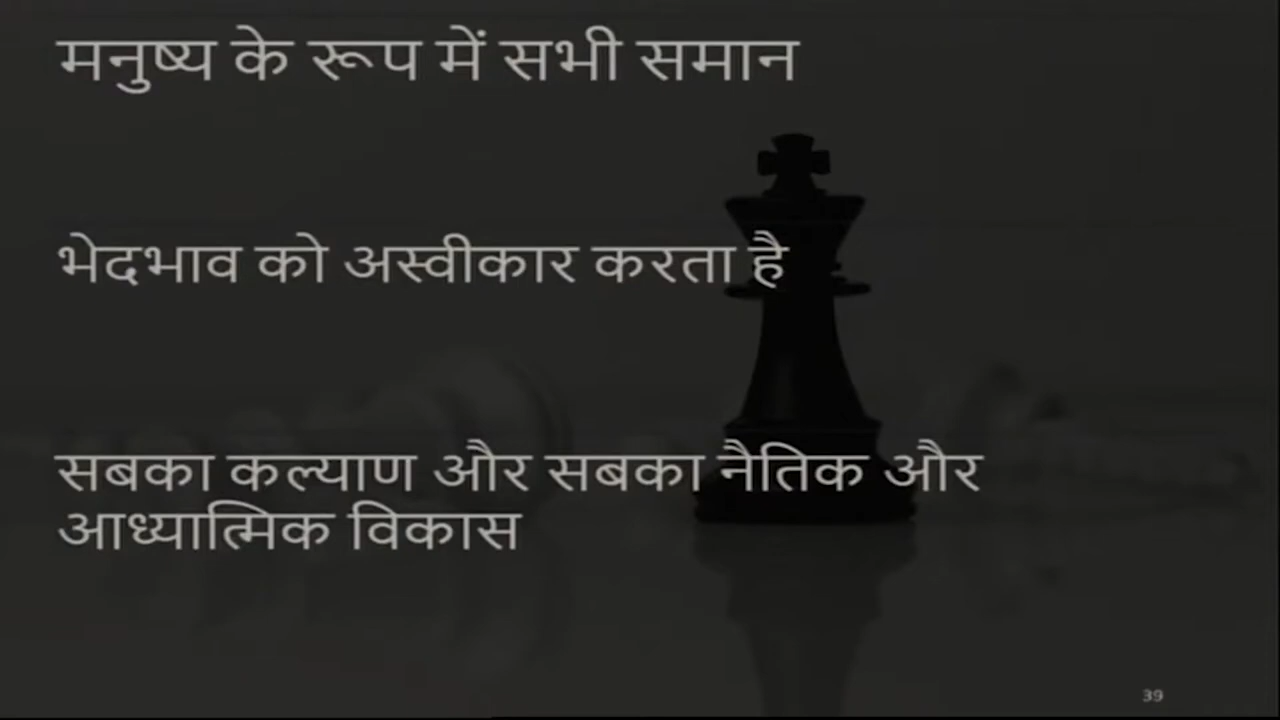 मनुष्य के रूप में सभी समान
भेदभाव को अस्वीकार करता है
सबका कल्याण और सबका नैतिक और
आध्यात्मिक विकास
39